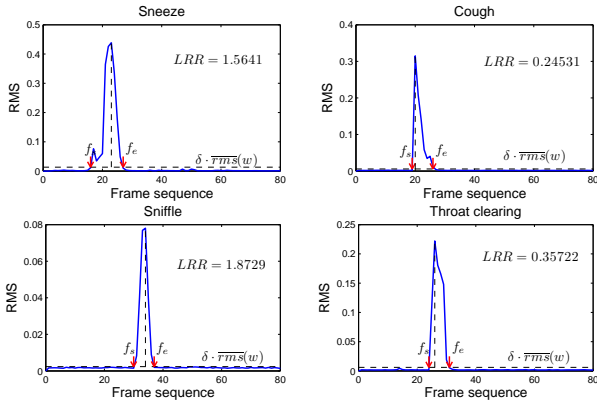 Sneeze
0.5
0.4
0.3
0.2
0.1
0
RMS
LRR = 1.5641
f_s
f_e
δ · \overline{rms}(w)
0 20 40 60 80
Frame sequence
Cough
0.4
0.3
0.2
0.1
0
RMS
LRR = 0.24531
f_s
f_e
δ · \overline{rms}(w)
0 20 40 60 80
Frame sequence
Sniffle
0.08
0.06
0.04
0.02
0
RMS
LRR = 1.8729
f_s
f_e
δ · \overline{rms}(w)
0 20 40 60 80
Frame sequence
Throat clearing
0.25
0.2
0.15
0.1
0.05
0
RMS
LRR = 0.35722
f_s
f_e
δ · \overline{rms}(w)
0 20 40 60 80
Frame sequence